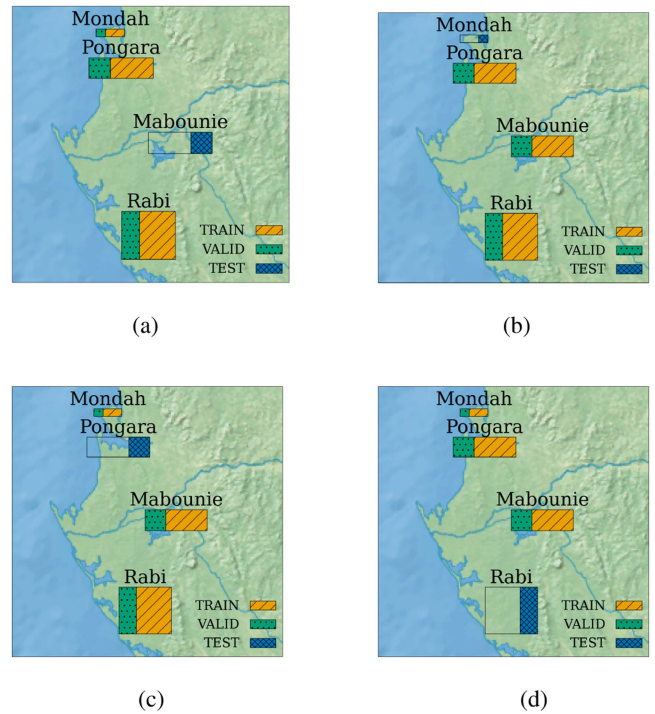 Mondah
Pongara
Mabounie
Rabi
TRAIN
VALID
TEST
(a)
Mondah
Pongara
Mabounie
Rabi
TRAIN
VALID
TEST
(b)
Mondah
Pongara
Mabounie
Rabi
TRAIN
VALID
TEST
(c)
Mondah
Pongara
Mabounie
Rabi
TRAIN
VALID
TEST
(d)